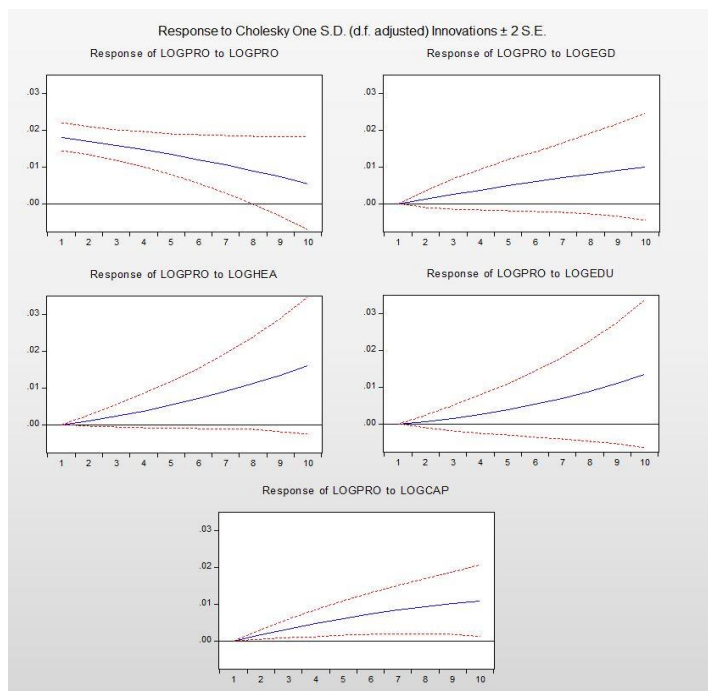 Response to Cholesky One S.D. (d.f. adjusted) Innovations ± 2 S.E.
Response of LOGPRO to LOGPRO
.03
.02
.01
.00
1 2 3 4 5 6 7 8 9 10
Response of LOGPRO to LOGEGD
.03
.02
.01
.00
1 2 3 4 5 6 7 8 9 10
Response of LOGPRO to LOGHEA
.03
.02
.01
.00
1 2 3 4 5 6 7 8 9 10
Response of LOGPRO to LOGEDU
.03
.02
.01
.00
1 2 3 4 5 6 7 8 9 10
Response of LOGPRO to LOGCAP
.03
.02
.01
.00
1 2 3 4 5 6 7 8 9 10